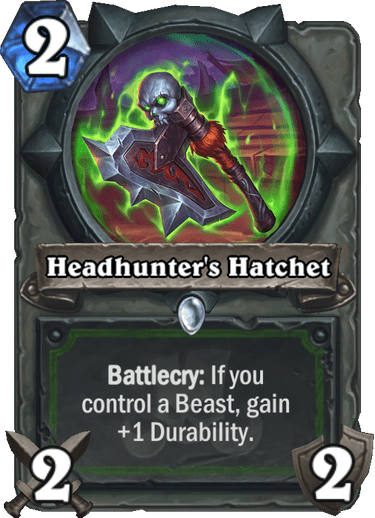 2
Headhunter's Hatchet
Battlecry: If you
control a Beast, gain
+1 Durability.
2
2